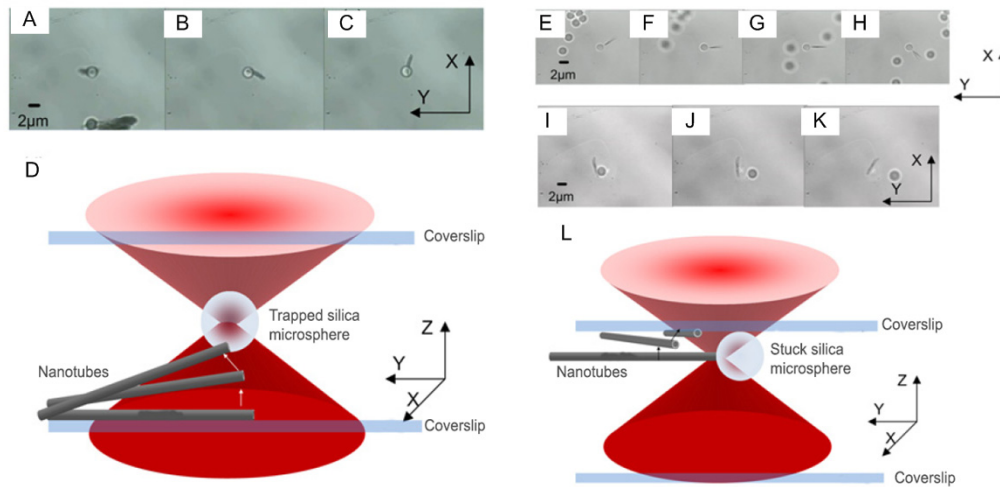 A
B
C
X
Y
2µm
E
F
G
H
2µm
X
I
J
K
2µm
X
Y
D
Coverslip
Trapped silica
microsphere
Nanotubes
Z
Y
X
Coverslip
L
Coverslip
Stuck silica
microsphere
Nanotubes
Z
Y
X
Coverslip